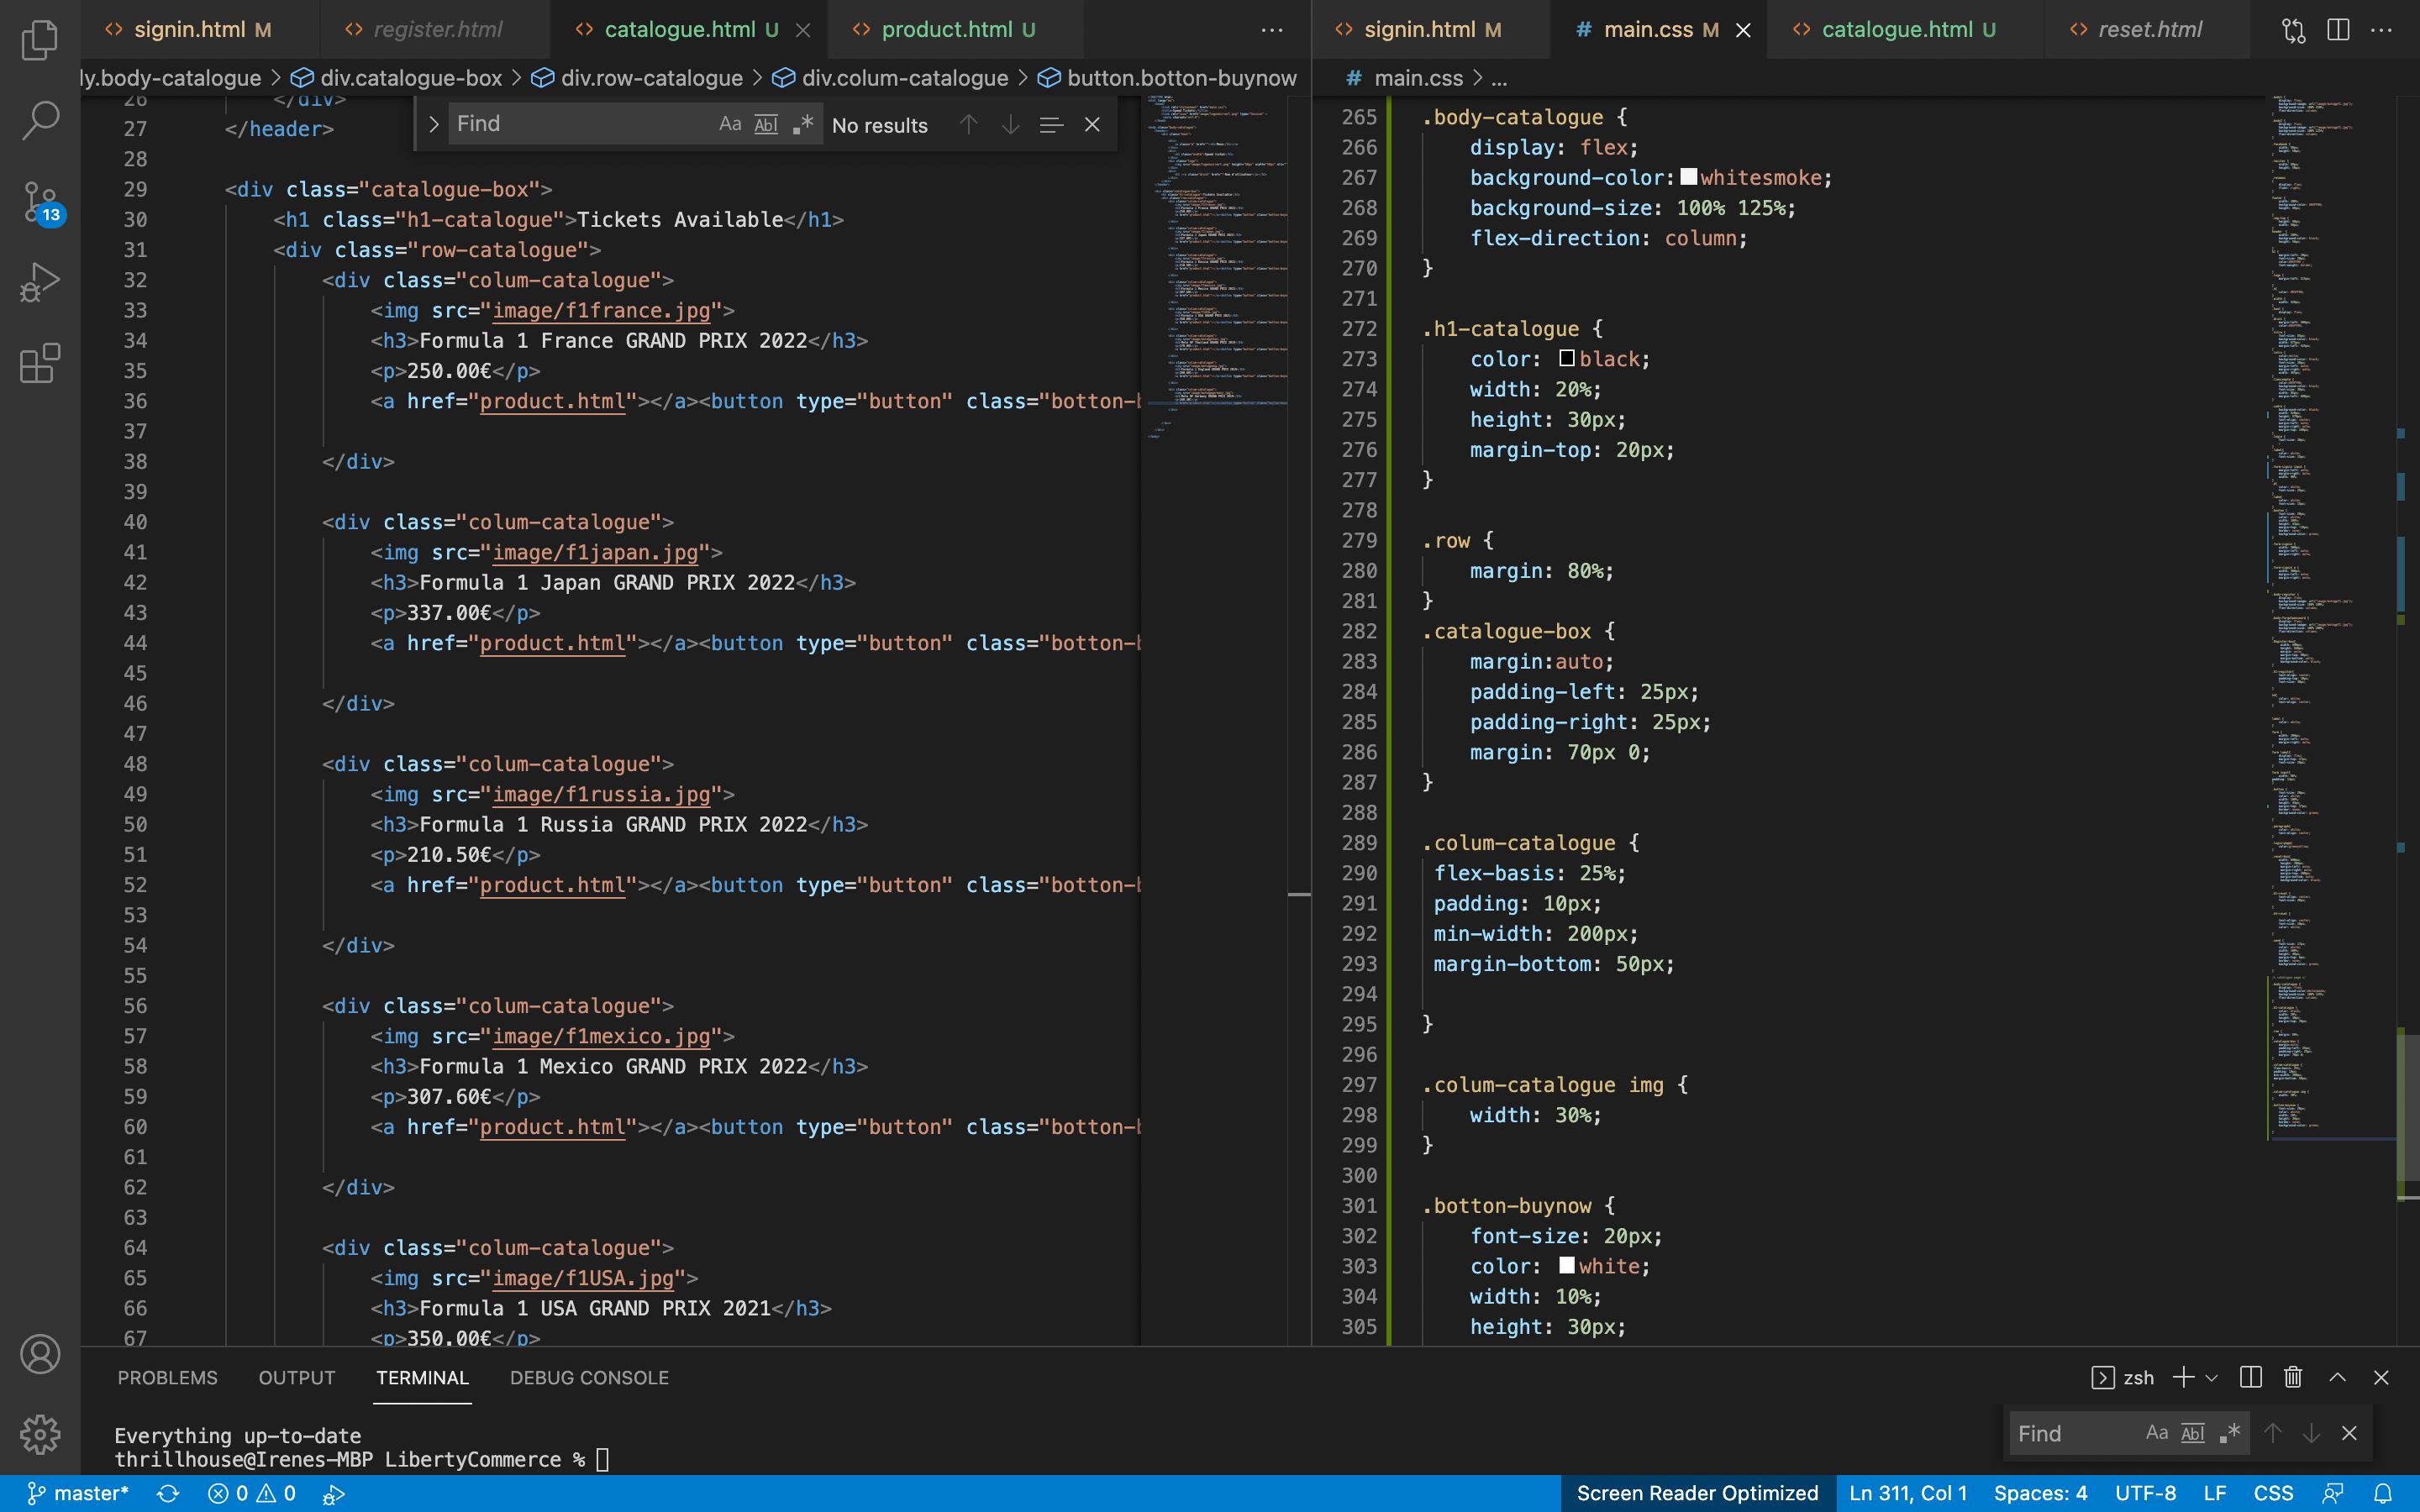 signin.html M
register.html
catalogue.html U
product.html U
signin.html M
# main.css M
catalogue.html U
reset.html
ly.body-catalogue > div.catalogue-box > div.row-catalogue > div.colum-catalogue > button.botton-buynow
# main.css > ...
Find
Aa Abl .* No results
26 </div>
27 </header>
28
29 <div class="catalogue-box">
30 <h1 class="h1-catalogue">Tickets Available</h1>
31 <div class="row-catalogue">
32 <div class="colum-catalogue">
33 <img src="image/f1france.jpg">
34 <h3>Formula 1 France GRAND PRIX 2022</h3>
35 <p>250.00€</p>
36 <a href="product.html"></a><button type="button" class="botton-b
37
38 </div>
39
40 <div class="colum-catalogue">
41 <img src="image/f1japan.jpg">
42 <h3>Formula 1 Japan GRAND PRIX 2022</h3>
43 <p>337.00€</p>
44 <a href="product.html"></a><button type="button" class="botton-b
45
46 </div>
47
48 <div class="colum-catalogue">
49 <img src="image/f1russia.jpg">
50 <h3>Formula 1 Russia GRAND PRIX 2022</h3>
51 <p>210.50€</p>
52 <a href="product.html"></a><button type="button" class="botton-b
53
54 </div>
55
56 <div class="colum-catalogue">
57 <img src="image/f1mexico.jpg">
58 <h3>Formula 1 Mexico GRAND PRIX 2022</h3>
59 <p>307.60€</p>
60 <a href="product.html"></a><button type="button" class="botton-b
61
62 </div>
63
64 <div class="colum-catalogue">
65 <img src="image/f1USA.jpg">
66 <h3>Formula 1 USA GRAND PRIX 2021</h3>
67 <p>350.00€</p>
265 .body-catalogue {
266 display: flex;
267 background-color: whitesmoke;
268 background-size: 100% 125%;
269 flex-direction: column;
270 }
271
272 .h1-catalogue {
273 color: black;
274 width: 20%;
275 height: 30px;
276 margin-top: 20px;
277 }
278
279 .row {
280 margin: 80%;
281 }
282 .catalogue-box {
283 margin:auto;
284 padding-left: 25px;
285 padding-right: 25px;
286 margin: 70px 0;
287 }
288
289 .colum-catalogue {
290 flex-basis: 25%;
291 padding: 10px;
292 min-width: 200px;
293 margin-bottom: 50px;
294
295 }
296
297 .colum-catalogue img {
298 width: 30%;
299 }
300
301 .botton-buynow {
302 font-size: 20px;
303 color: white;
304 width: 10%;
305 height: 30px;
13
PROBLEMS OUTPUT TERMINAL DEBUG CONSOLE
zsh
Everything up-to-date
thrillhouse@Irenes-MBP LibertyCommerce %
Find Aa Abl .*
master* 0 0
Screen Reader Optimized Ln 311, Col 1 Spaces: 4 UTF-8 LF CSS